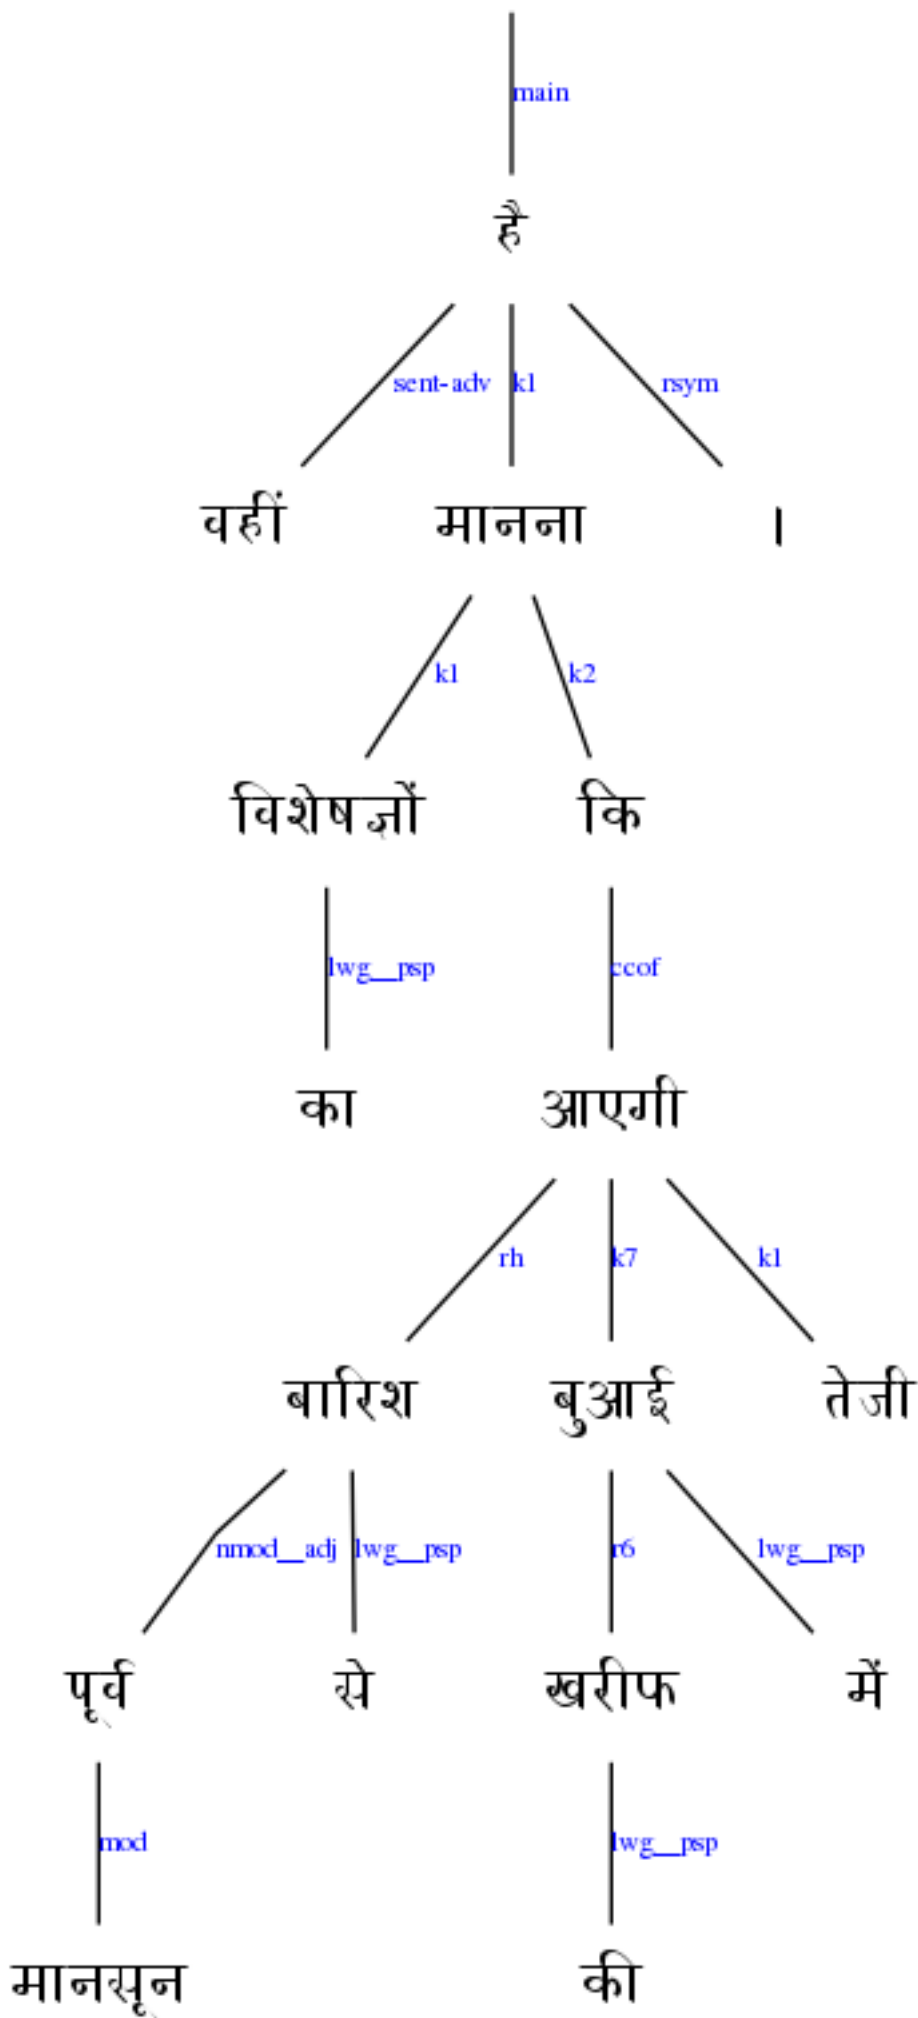 main
है
sent-adv k1 rsym
वहीं मानना ।
k1 k2
विशेषज्ञों कि
lwg__psp ccof
का आएगी
rh k7 k1
बारिश बुआई तेजी
nmod__adj lwg__psp r6 lwg__psp
पूर्व से खरीफ में
mod lwg__psp
मानसून की